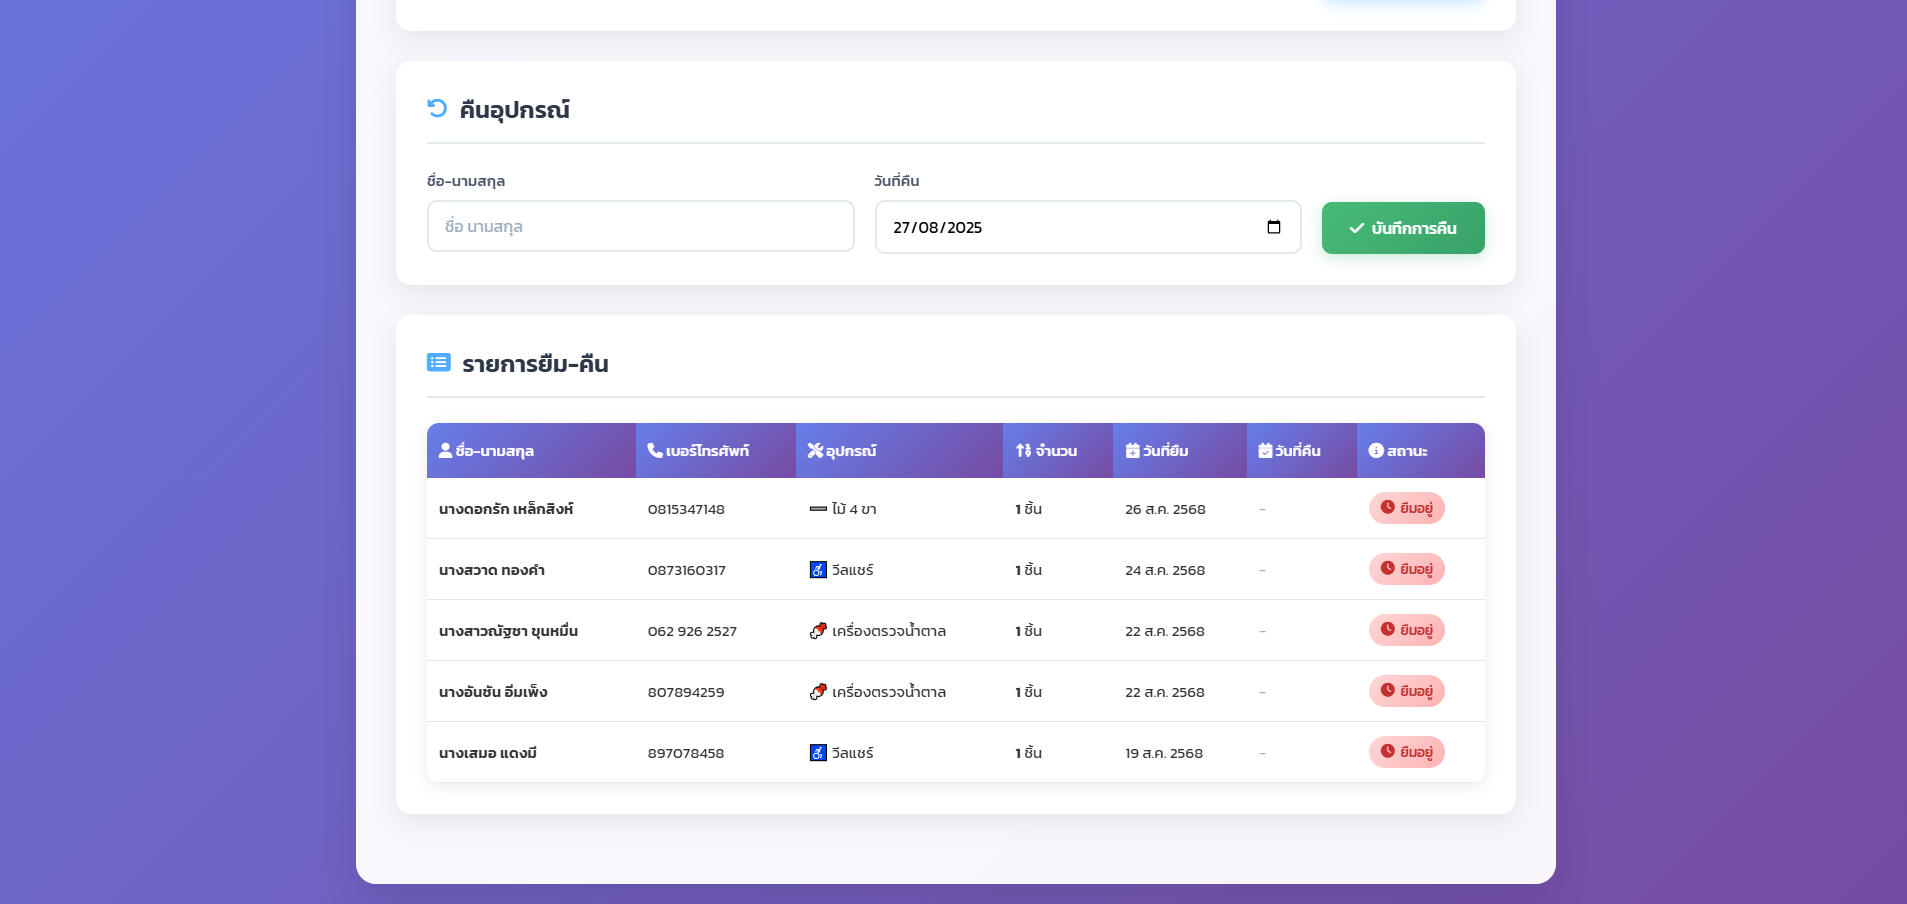 คืนอุปกรณ์
ชื่อ-นามสกุล วันที่คืน
ชื่อ นามสกุล 27/08/2025 บันทึกการคืน
รายการยืม-คืน
ชื่อ-นามสกุล เบอร์โทรศัพท์ อุปกรณ์ จำนวน วันที่ยืม วันที่คืน สถานะ
นางดอกรัก เหล็กสิงห์ 0815347148 ไม้ 4 ขา 1 ชิ้น 26 ส.ค. 2568 - ยืมอยู่
นางสวาด ทองคำ 0873160317 วีลแชร์ 1 ชิ้น 24 ส.ค. 2568 - ยืมอยู่
นางสาวณัฐชา ขุนหมื่น 062 926 2527 เครื่องตรวจน้ำตาล 1 ชิ้น 22 ส.ค. 2568 - ยืมอยู่
นางอันชัน อิ่มเพ็ง 807894259 เครื่องตรวจน้ำตาล 1 ชิ้น 22 ส.ค. 2568 - ยืมอยู่
นางเสมอ แดงมี 897078458 วีลแชร์ 1 ชิ้น 19 ส.ค. 2568 - ยืมอยู่